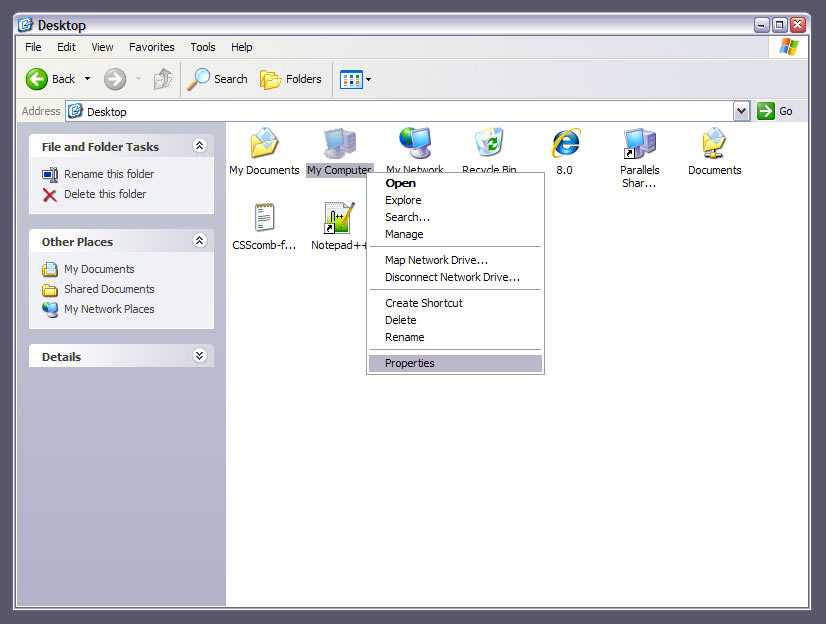 Desktop
File Edit View Favorites Tools Help
Back Search Folders
Address Desktop Go
File and Folder Tasks
Rename this folder
Delete this folder
Other Places
My Documents
Shared Documents
My Network Places
Details
My Documents My Computer My Network Recycle Bin 8.0 Parallels Documents
Shar...
CSScomb-f... Notepad++
Open
Explore
Search...
Manage
Map Network Drive...
Disconnect Network Drive...
Create Shortcut
Delete
Rename
Properties